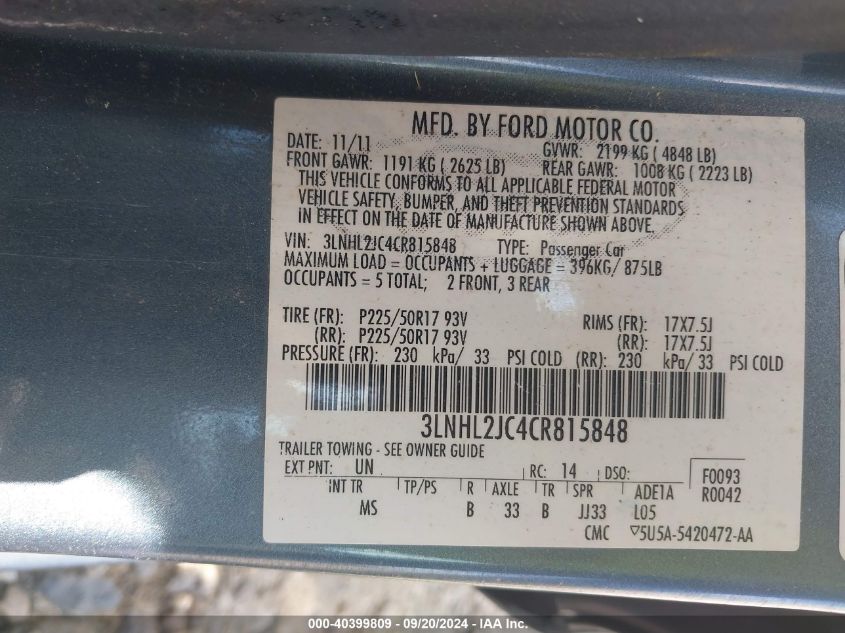 MFD. BY FORD MOTOR CO.
DATE: 11/11 GVWR: 2199 KG ( 4848 LB)
FRONT GAWR: 1191 KG ( 2625 LB) REAR GAWR: 1008 KG ( 2223 LB)
THIS VEHICLE CONFORMS TO ALL APPLICABLE FEDERAL MOTOR
VEHICLE SAFETY, BUMPER, AND THEFT PREVENTION STANDARDS
IN EFFECT ON THE DATE OF MANUFACTURE SHOWN ABOVE.
VIN: 3LNHL2JC4CR815848 TYPE: Passenger Car
MAXIMUM LOAD = OCCUPANTS + LUGGAGE = 396KG/ 875LB
OCCUPANTS = 5 TOTAL; 2 FRONT, 3 REAR
TIRE (FR): P225/50R17 93V RIMS (FR): 17X7.5J
(RR): P225/50R17 93V (RR): 17X7.5J
PRESSURE (FR): 230 kPa/ 33 PSI COLD (RR): 230 kPa/ 33 PSI COLD
3LNHL2JC4CR815848
TRAILER TOWING - SEE OWNER GUIDE
EXT PNT: UN RC: 14 DSO: F0093
INT TR TP/PS R AXLE TR SPR ADE1A R0042
MS B 33 B JJ33 L05
CMC ▽5U5A-5420472-AA
000-40399809 - 09/20/2024 - IAA Inc.